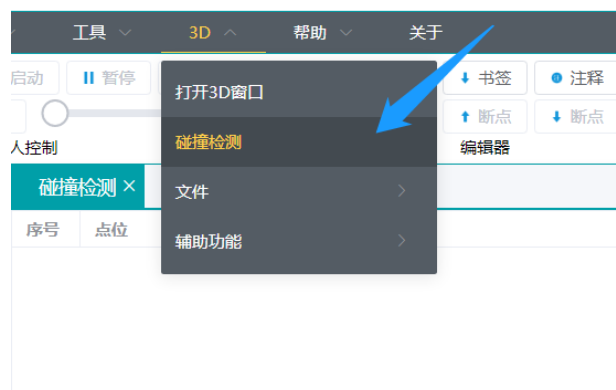 工具 3D 帮助 关于
启动 暂停 书签 注释
打开3D窗口
断点 断点
碰撞检测
人控制 编辑器
碰撞检测 ×
文件
序号 点位
辅助功能